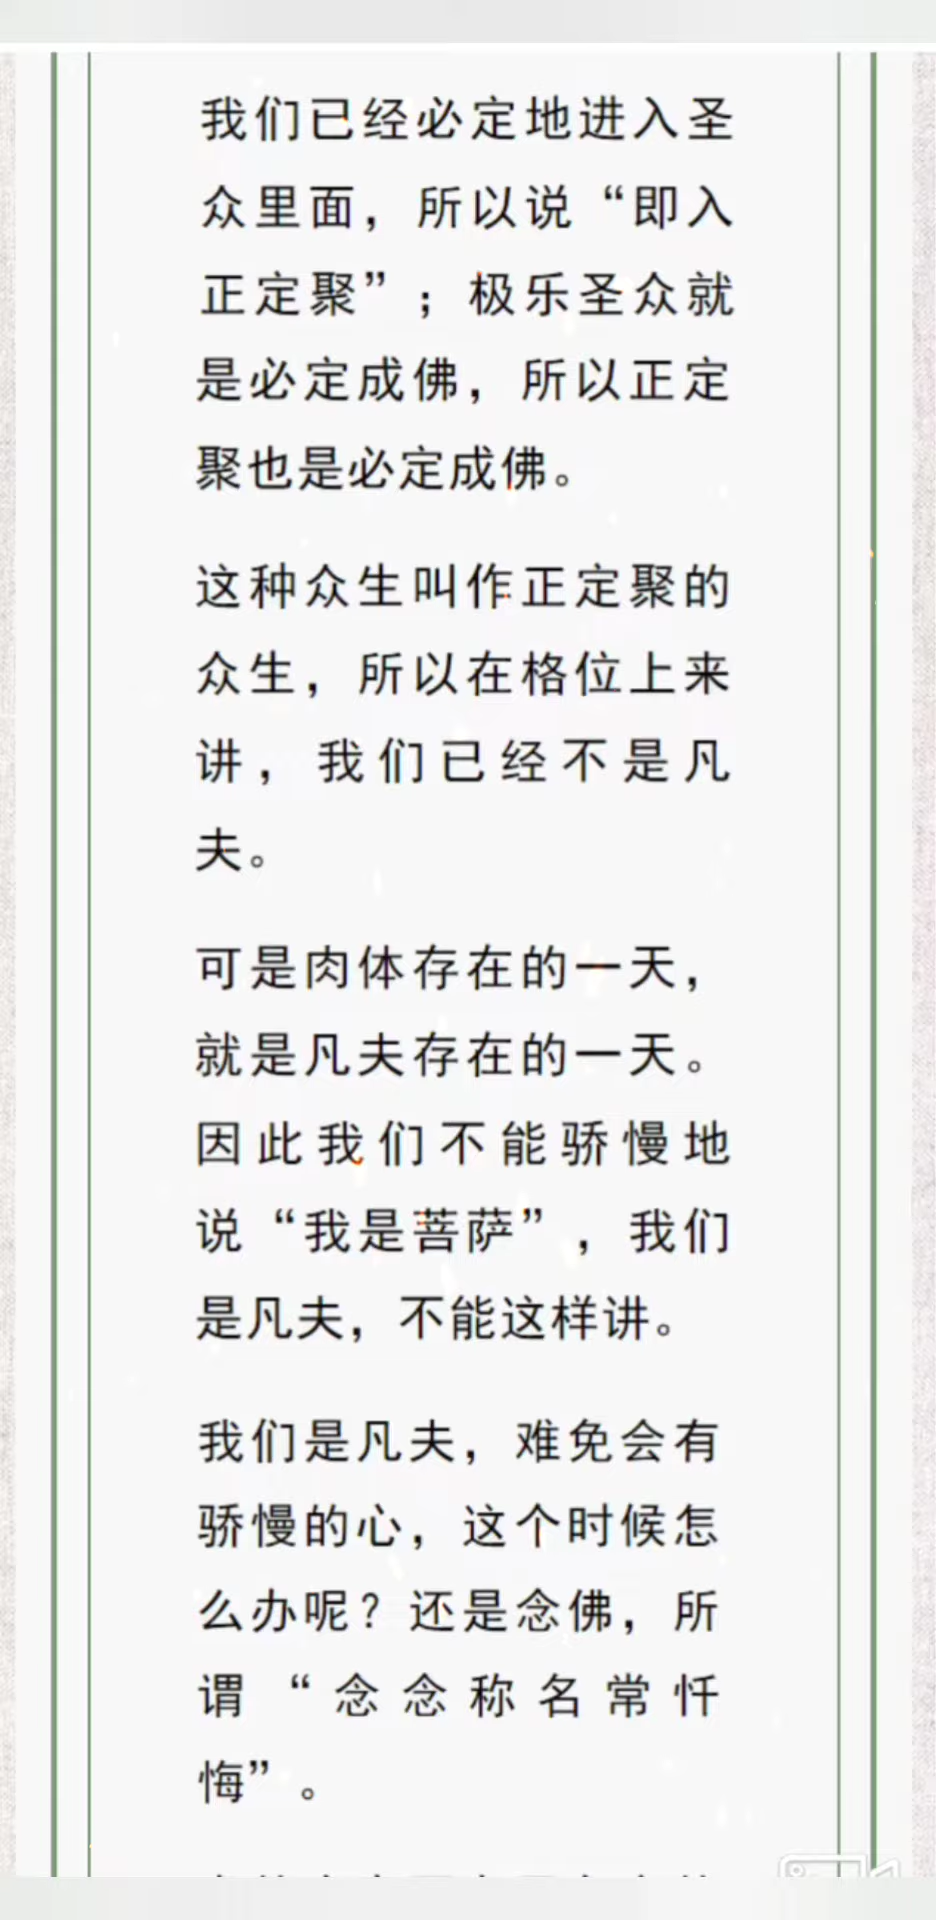 我们已经必定地进入圣
众里面，所以说“即入
正定聚”；极乐圣众就
是必定成佛，所以正定
聚也是必定成佛。
这种众生叫作正定聚的
众生，所以在格位上来
讲，我们已经不是凡
夫。
可是肉体存在的一天，
就是凡夫存在的一天。
因此我们不能骄慢地
说“我是菩萨”，我们
是凡夫，不能这样讲。
我们是凡夫，难免会有
骄慢的心，这个时候怎
么办呢？还是念佛，所
谓“念念称名常忏
悔”。